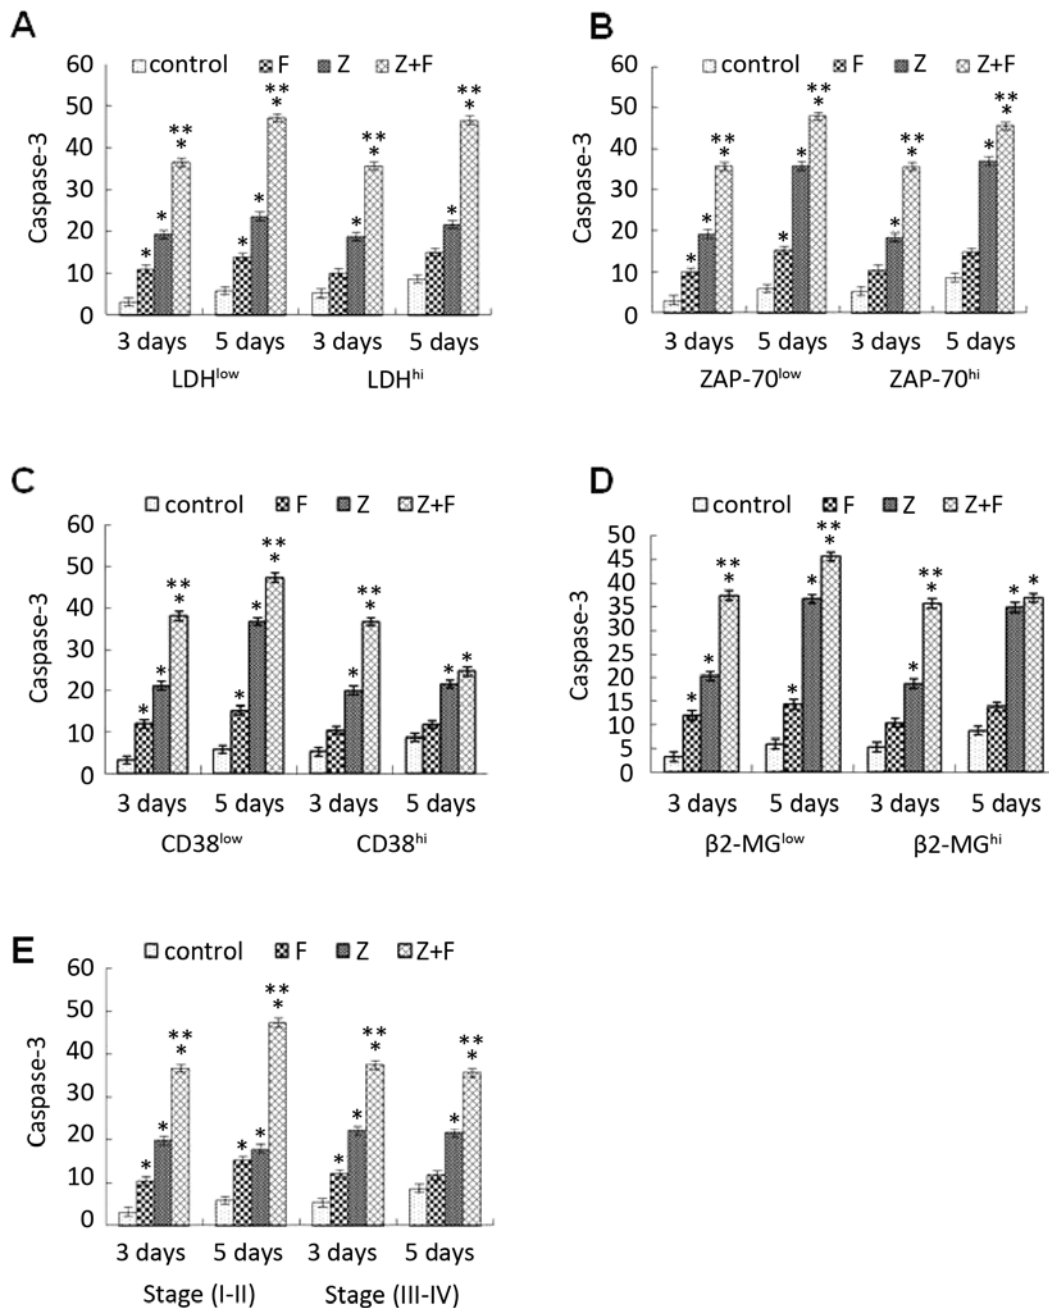 A
control F Z Z+F
Caspase-3
60
50
40
30
20
10
0
* * * **
* * * **
* * **
* * **
3 days 5 days 3 days 5 days
LDHlow LDHhi
B
control F Z Z+F
Caspase-3
60
50
40
30
20
10
0
* * * **
* * * **
* * **
* * **
3 days 5 days 3 days 5 days
ZAP-70low ZAP-70hi
C
control F Z Z+F
Caspase-3
60
50
40
30
20
10
0
* * * **
* * * **
* * **
* *
3 days 5 days 3 days 5 days
CD38low CD38hi
D
control F Z Z+F
Caspase-3
50
45
40
35
30
25
20
15
10
5
0
* * * **
* * * **
* * **
* *
3 days 5 days 3 days 5 days
β2-MGlow β2-MGhi
E
control F Z Z+F
Caspase-3
60
50
40
30
20
10
0
* * * **
* * * **
* * * **
* * **
3 days 5 days 3 days 5 days
Stage (I-II) Stage (III-IV)